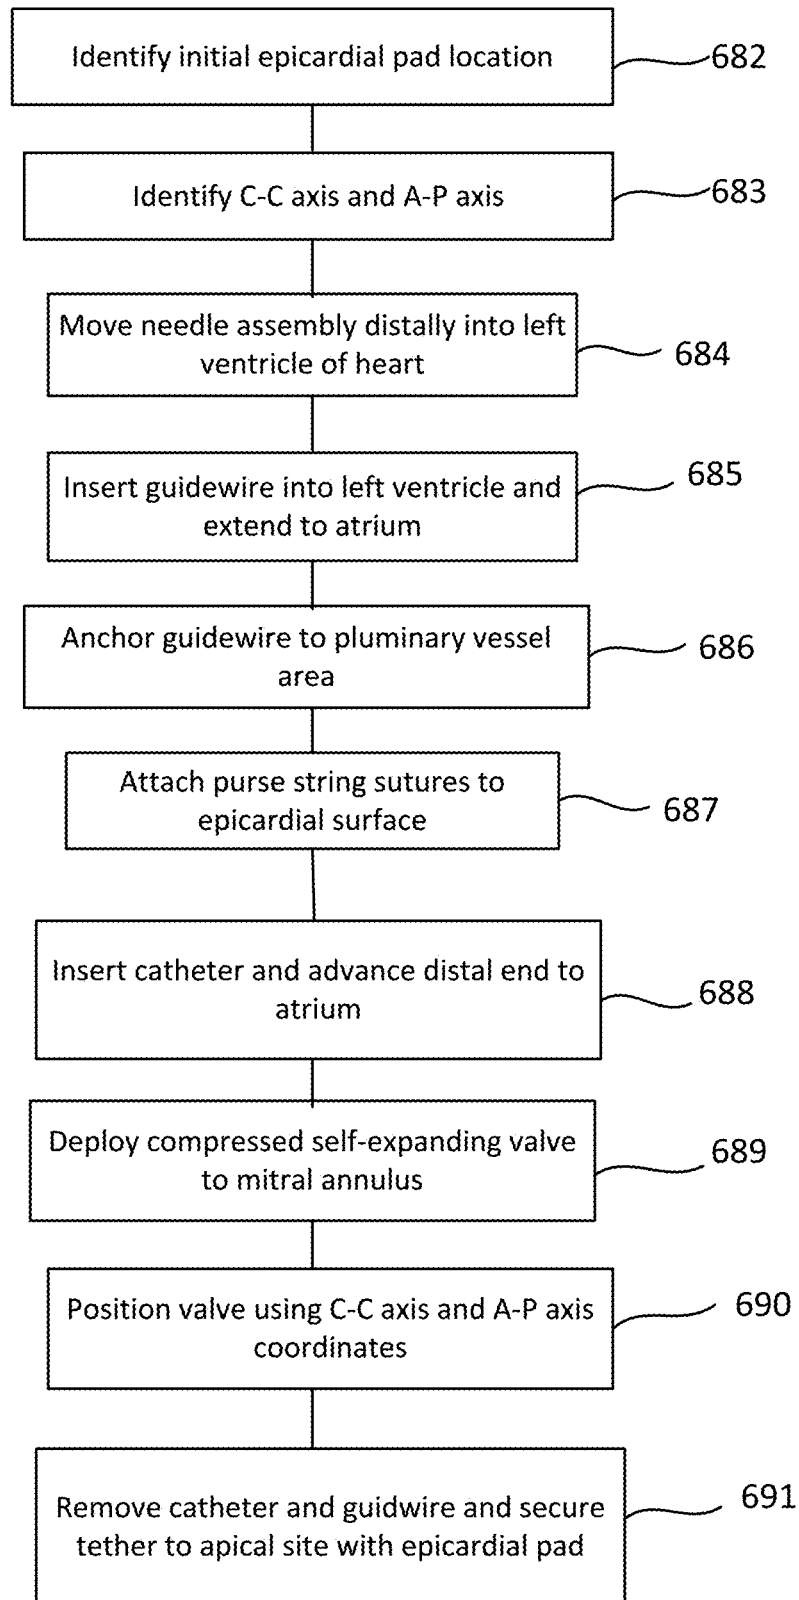 Identify initial epicardial pad location
682
Identify C-C axis and A-P axis
683
Move needle assembly distally into left
ventricle of heart
684
Insert guidewire into left ventricle and
extend to atrium
685
Anchor guidewire to pluminary vessel
area
686
Attach purse string sutures to
epicardial surface
687
Insert catheter and advance distal end to
atrium
688
Deploy compressed self-expanding valve
to mitral annulus
689
Position valve using C-C axis and A-P axis
coordinates
690
Remove catheter and guidwire and secure
tether to apical site with epicardial pad
691